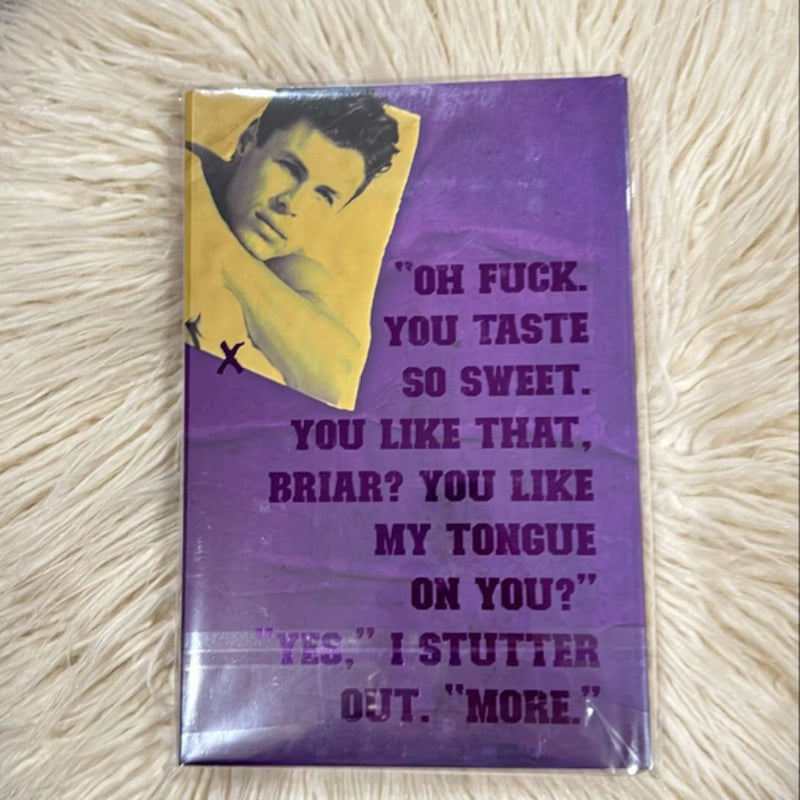 "OH FUCK.
YOU TASTE
SO SWEET.
YOU LIKE THAT,
BRIAR? YOU LIKE
MY TONGUE
ON YOU?"
"YES," I STUTTER
OUT. "MORE."
X